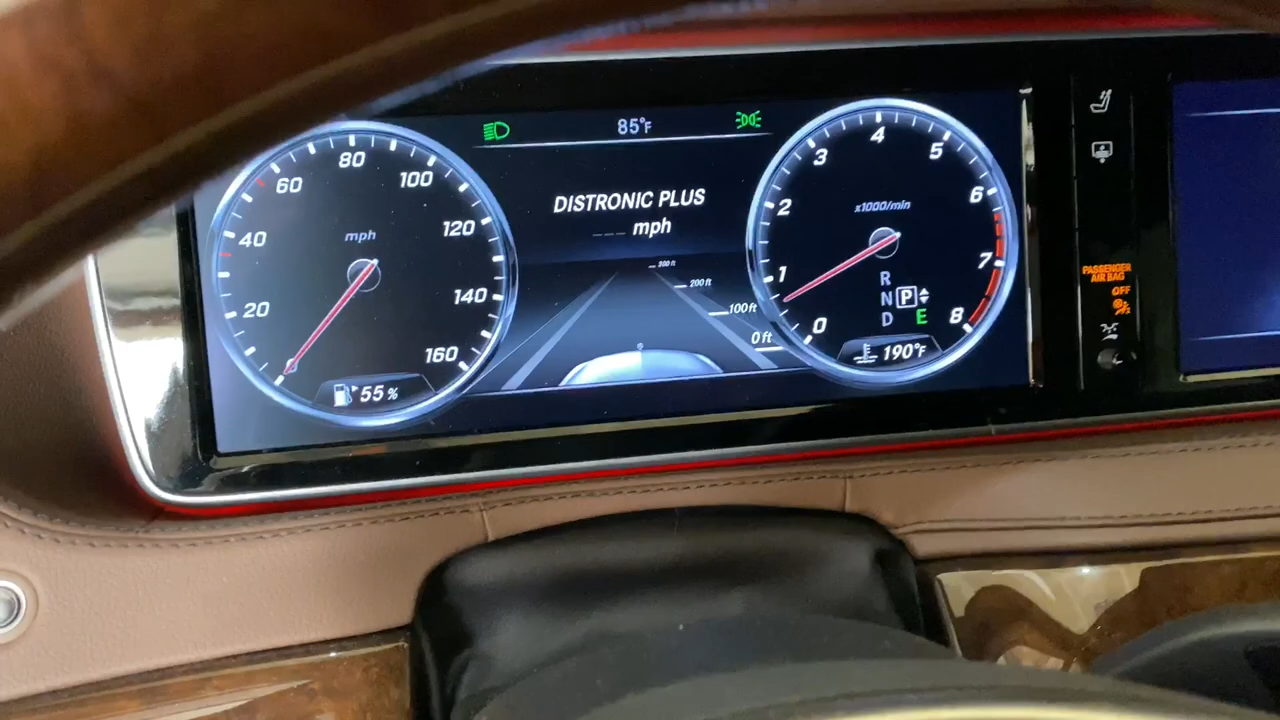 85°F
20
40
60
80
100
120
140
160
mph
55%
DISTRONIC PLUS
--- mph
300 ft
200 ft
100 ft
0 ft
0
1
2
3
4
5
6
7
8
x1000/min
R
N P
D E
190°F
PASSENGER
AIR BAG
OFF